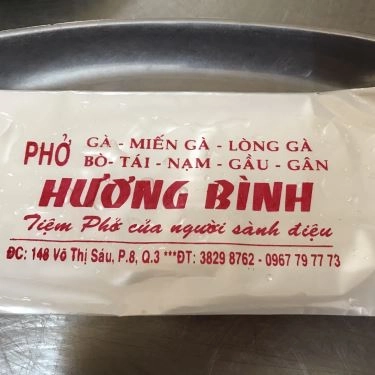 PHỞ GÀ - MIẾN GÀ - LÒNG GÀ
BÒ- TÁI - NẠM - GẦU - GÂN
HƯƠNG BÌNH
Tiệm Phở của người sành điệu
ĐC: 148 Võ Thị Sáu, P.8, Q.3 ***ĐT: 3829 8762 - 0967 79 77 73